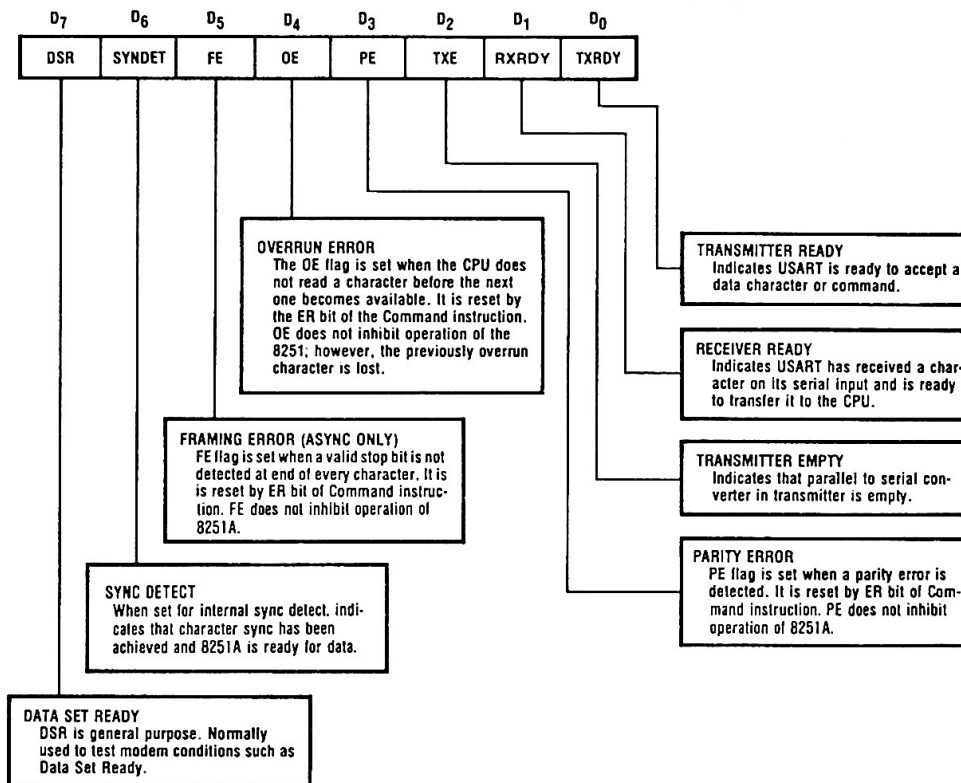 D7 D6 D5 D4 D3 D2 D1 D0
DSR SYNDET FE OE PE TXE RXRDY TXRDY
OVERRUN ERROR
The OE flag is set when the CPU does
not read a character before the next
one becomes available. It is reset by
the ER bit of the Command instruction.
OE does not inhibit operation of the
8251; however, the previously overrun
character is lost.
TRANSMITTER READY
Indicates USART is ready to accept a
data character or command.
RECEIVER READY
Indicates USART has received a char-
acter on its serial input and is ready
to transfer it to the CPU.
FRAMING ERROR (ASYNC ONLY)
FE flag is set when a valid stop bit is not
detected at end of every character. It is
is reset by ER bit of Command instruc-
tion. FE does not inhibit operation of
8251A.
TRANSMITTER EMPTY
Indicates that parallel to serial con-
verter in transmitter is empty.
PARITY ERROR
PE flag is set when a parity error is
detected. It is reset by ER bit of Com-
mand instruction. PE does not inhibit
operation of 8251A.
SYNC DETECT
When set for internal sync detect, indi-
cates that character sync has been
achieved and 8251A is ready for data.
DATA SET READY
DSR is general purpose. Normally
used to test modem conditions such as
Data Set Ready.